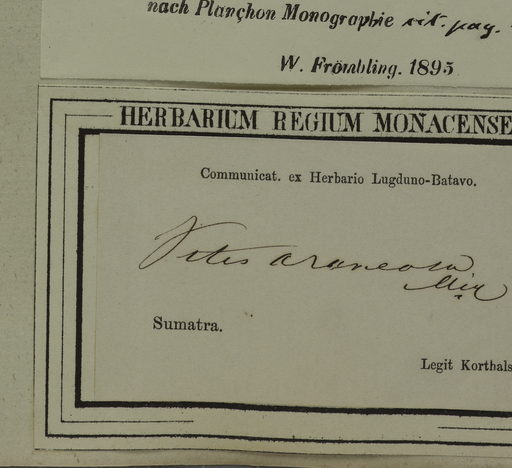 nach Planchon Monographie cit. pag.
W. Frömbling. 1895
HERBARIUM REGIUM MONACENSE
Communicat. ex Herbario Lugduno-Batavo.
Vitis araneosa
Miq
Sumatra.
Legit Korthals